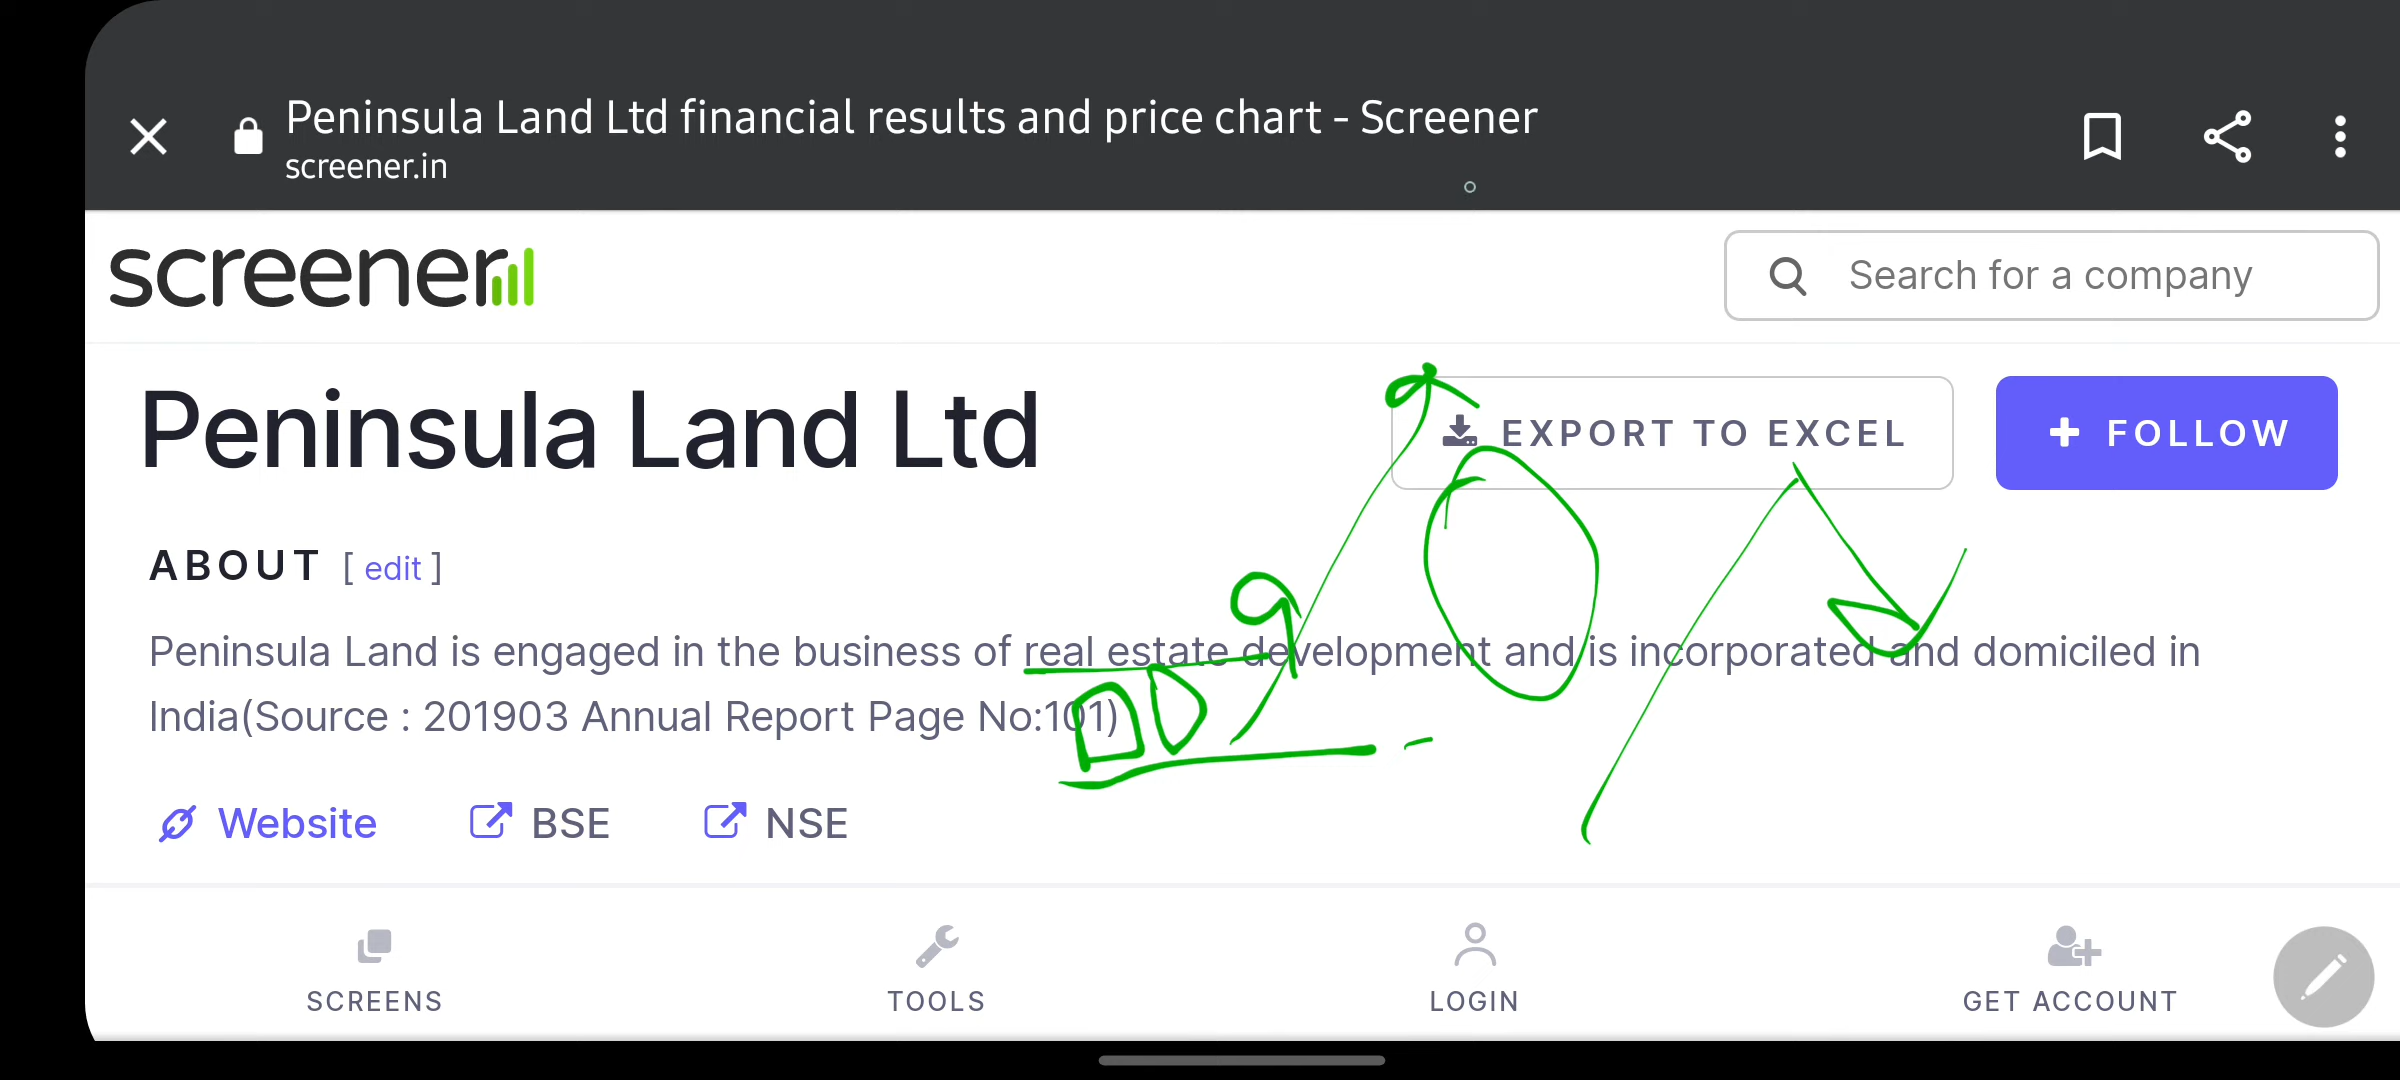 Peninsula Land Ltd financial results and price chart - Screener
screener.in
screener
Search for a company
Peninsula Land Ltd
EXPORT TO EXCEL
FOLLOW
ABOUT [ edit ]
Peninsula Land is engaged in the business of real estate development and is incorporated and domiciled in
India(Source : 201903 Annual Report Page No:101)
Website
BSE
NSE
SCREENS
TOOLS
LOGIN
GET ACCOUNT